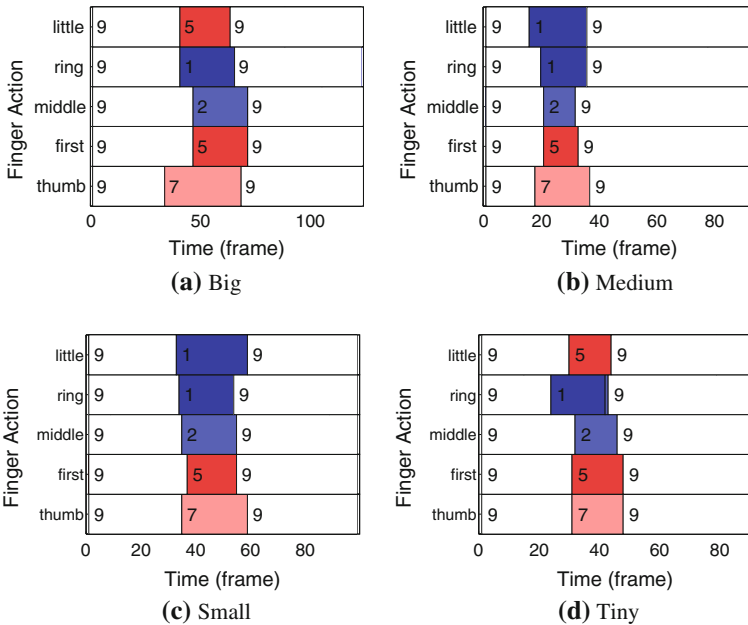 Finger Action
little 9 5 9
ring 9 1 9
middle 9 2 9
first 9 5 9
thumb 9 7 9
0 50 100
Time (frame)
(a) Big
Finger Action
little 9 1 9
ring 9 1 9
middle 9 2 9
first 9 5 9
thumb 9 7 9
0 20 40 60 80
Time (frame)
(b) Medium
Finger Action
little 9 1 9
ring 9 1 9
middle 9 2 9
first 9 5 9
thumb 9 7 9
0 20 40 60 80
Time (frame)
(c) Small
Finger Action
little 9 5 9
ring 9 1 9
middle 9 2 9
first 9 5 9
thumb 9 7 9
0 20 40 60 80
Time (frame)
(d) Tiny